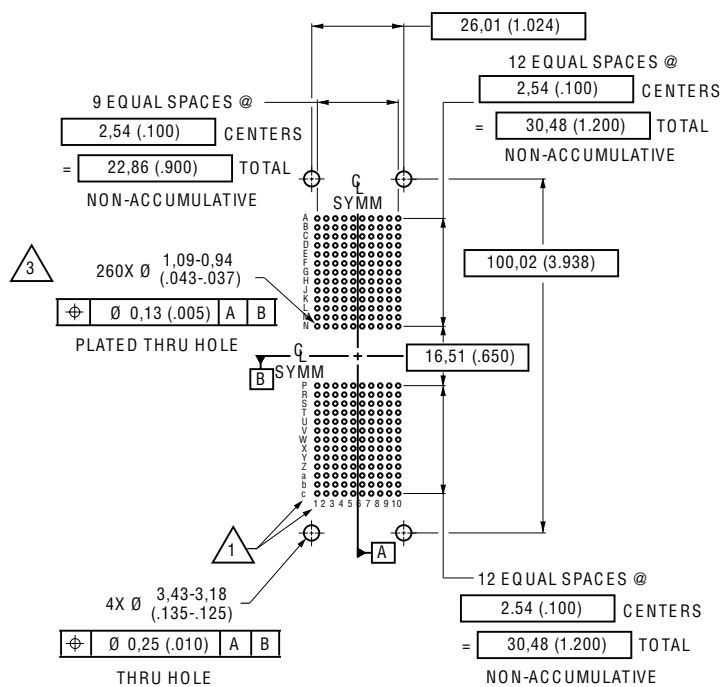 26,01 (1.024)
12 EQUAL SPACES @
2,54 (.100) CENTERS
= 30,48 (1.200) TOTAL
NON-ACCUMULATIVE
9 EQUAL SPACES @
2,54 (.100) CENTERS
= 22,86 (.900) TOTAL
NON-ACCUMULATIVE
CL
SYMM
A
B
C
D
E
F
G
H
J
K
L
M
N
3
260X Ø 1,09-0,94
(.043-.037)
⌖ Ø 0,13 (.005) A B
PLATED THRU HOLE
100,02 (3.938)
CL
SYMM
B
16,51 (.650)
P
R
S
T
U
V
W
X
Y
Z
a
b
c
1 2 3 4 5 6 7 8 9 10
1
A
4X Ø 3,43-3,18
(.135-.125)
⌖ Ø 0,25 (.010) A B
THRU HOLE
12 EQUAL SPACES @
2.54 (.100) CENTERS
= 30,48 (1.200) TOTAL
NON-ACCUMULATIVE